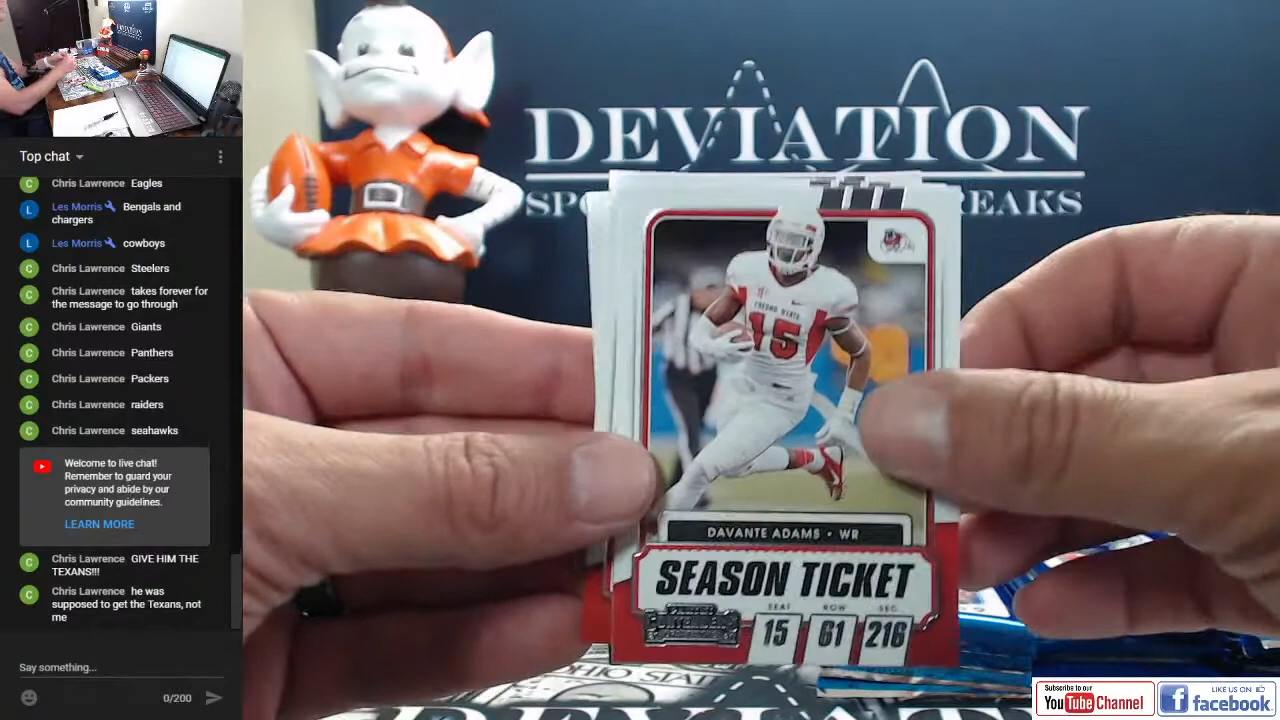 Top chat
Chris Lawrence Eagles
Les Morris Bengals and
chargers
Les Morris cowboys
Chris Lawrence Steelers
Chris Lawrence takes forever for
the message to go through
Chris Lawrence Giants
Chris Lawrence Panthers
Chris Lawrence Packers
Chris Lawrence raiders
Chris Lawrence seahawks
Welcome to live chat!
Remember to guard your
privacy and abide by our
community guidelines.
LEARN MORE
Chris Lawrence GIVE HIM THE
TEXANS!!!
Chris Lawrence he was
supposed to get the Texans, not
me
Say something...
0/200
DEVIATION
SPO REAKS
FRESNO STATE
15
DAVANTE ADAMS • WR
SEASON TICKET
SEAT ROW SEC
15 61 216
CONTENDERS
OHIO STATE
DEVIAT
Subscribe to our
YouTube Channel
LIKE US ON
facebook